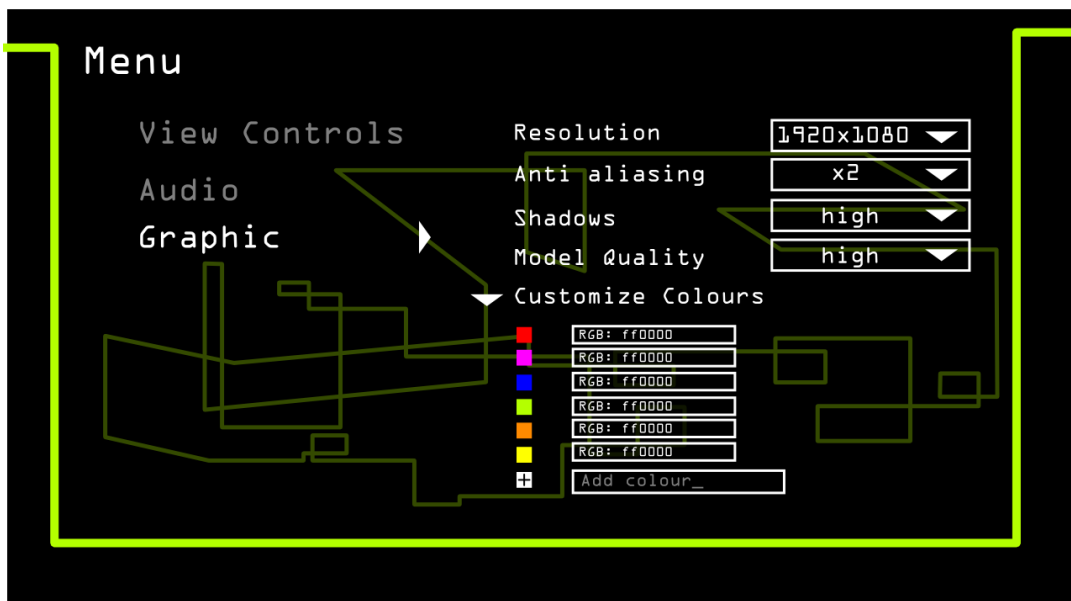 Menu
View Controls
Audio
Graphic
Resolution 1920x1080
Anti aliasing x2
Shadows high
Model Quality high
Customize Colours
RGB: ff0000
RGB: ff0000
RGB: ff0000
RGB: ff0000
RGB: ff0000
RGB: ff0000
Add colour_